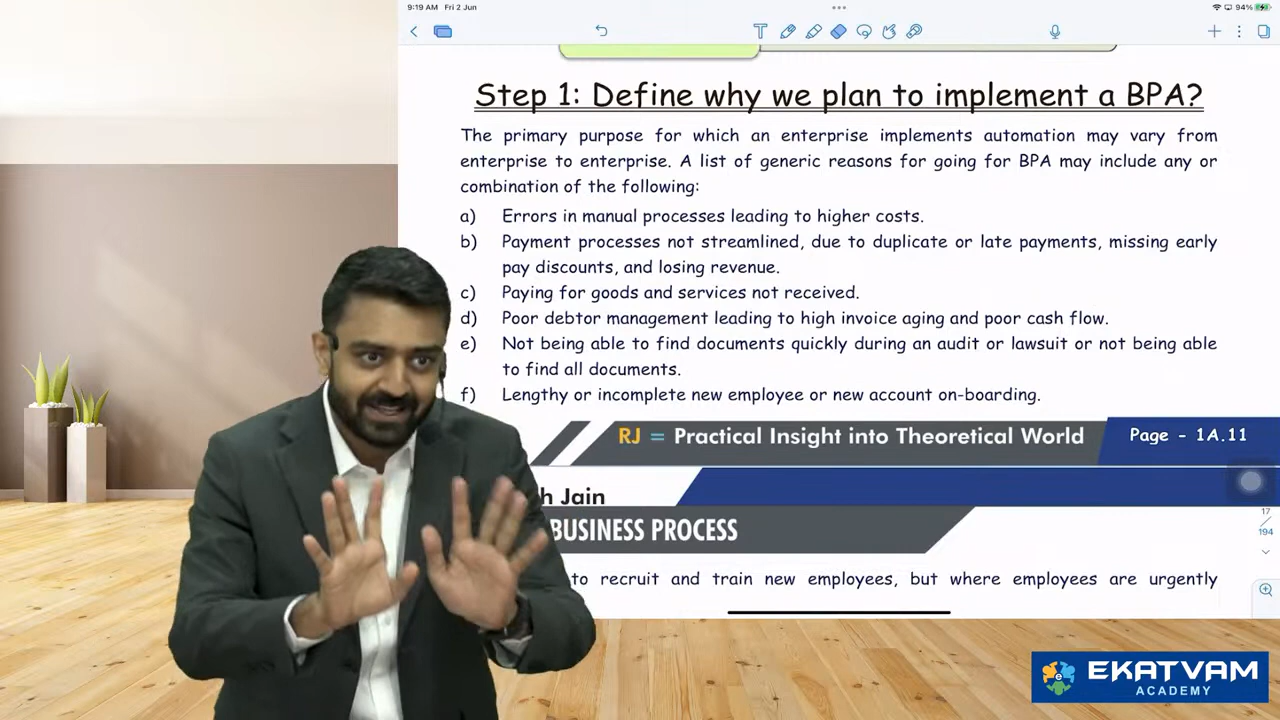 9:19 AM Fri 2 Jun
94%
Step 1: Define why we plan to implement a BPA?
The primary purpose for which an enterprise implements automation may vary from
enterprise to enterprise. A list of generic reasons for going for BPA may include any or
combination of the following:
a) Errors in manual processes leading to higher costs.
b) Payment processes not streamlined, due to duplicate or late payments, missing early
pay discounts, and losing revenue.
c) Paying for goods and services not received.
d) Poor debtor management leading to high invoice aging and poor cash flow.
e) Not being able to find documents quickly during an audit or lawsuit or not being able
to find all documents.
f) Lengthy or incomplete new employee or new account on-boarding.
RJ = Practical Insight into Theoretical World
Page - 1A.11
h Jain
BUSINESS PROCESS
17
194
to recruit and train new employees, but where employees are urgently
EKATVAM
ACADEMY